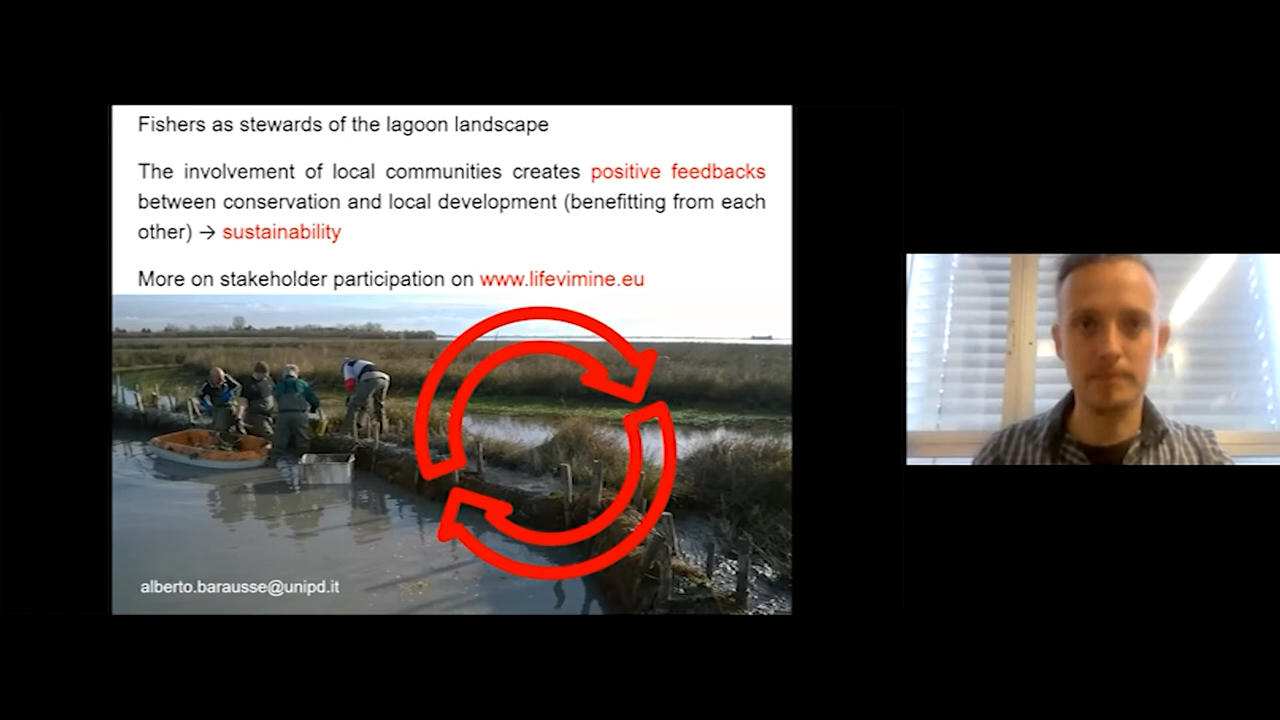 Fishers as stewards of the lagoon landscape
The involvement of local communities creates positive feedbacks
between conservation and local development (benefitting from each
other) → sustainability
More on stakeholder participation on www.lifevimine.eu
alberto.barausse@unipd.it